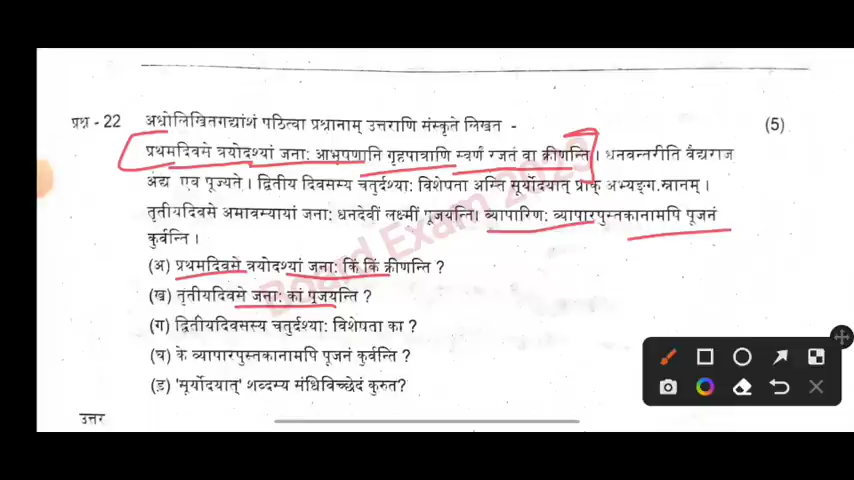 प्रश्न - 22 अधोलिखितगद्यांशं पठित्वा प्रश्नानाम् उत्तराणि संस्कृते लिखत - (5)
प्रथमदिवसे त्रयोदश्यां जनाः आभूषणानि गृहपात्राणि स्वर्णं रजतं वा क्रीणन्ति । धनवन्तरीति वैद्यराज
अंद्य एव पूज्यते । द्वितीय दिवसस्य चतुर्दश्याः विशेषता अस्ति सूर्योदयात् प्राक् अभ्यङ्ग.स्नानम् ।
तृतीयदिवसे अमावस्यायां जनाः धनदेवीं लक्ष्मीं पूजयन्ति। व्यापारिणः व्यापारपुस्तकानामपि पूजनं
कुर्वन्ति ।
(अ) प्रथमदिवसे त्रयोदश्यां जनाः किं किं क्रीणन्ति ?
(ख) तृतीयदिवसे जनाः कां पूजयन्ति ?
(ग) द्वितीयदिवसस्य चतुर्दश्याः विशेषता का ?
(घ) के व्यापारपुस्तकानामपि पूजनं कुर्वन्ति ?
(ड़) 'सूर्योदयात्' शब्दस्य संधिविच्छेदं कुरुत?
उत्तर
Board Exam 2023